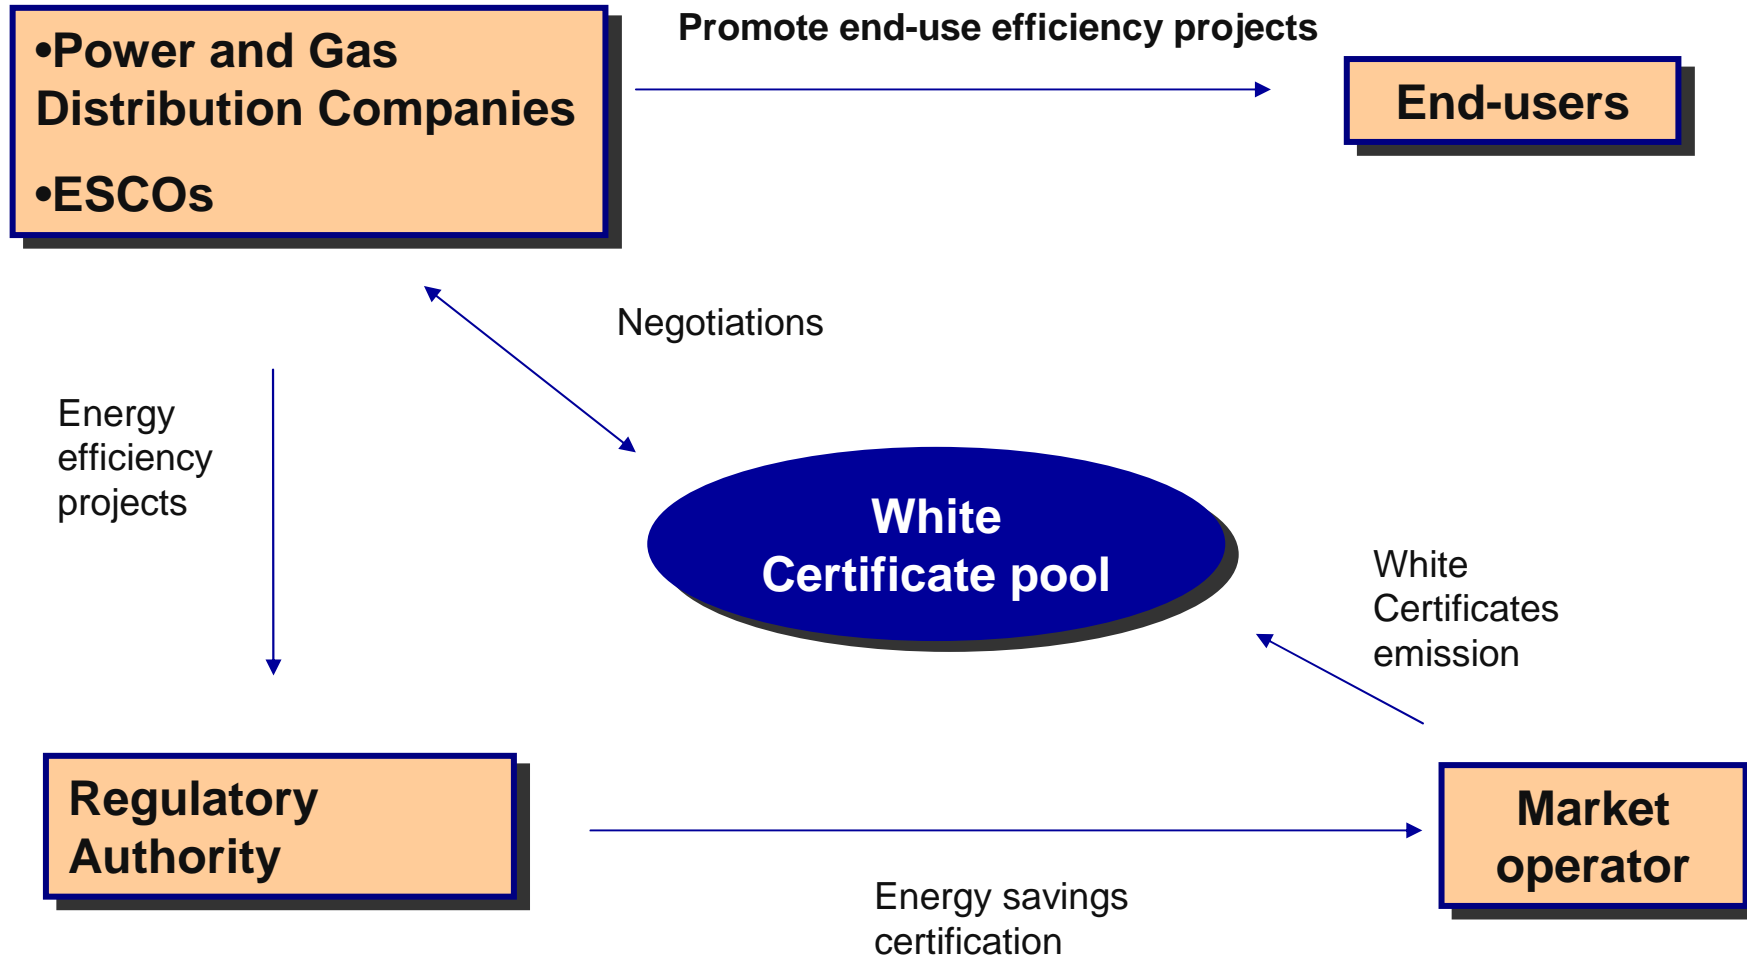 •Power and Gas
Distribution Companies
•ESCOs
Promote end-use efficiency projects
End-users
Negotiations
Energy
efficiency
projects
White
Certificate pool
White
Certificates
emission
Regulatory
Authority
Energy savings
certification
Market
operator